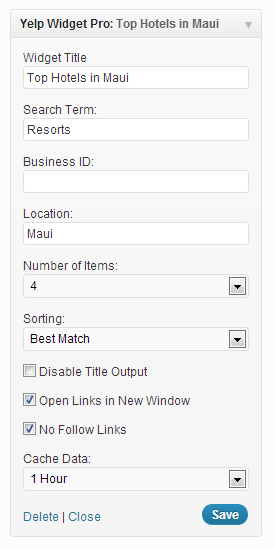 Yelp Widget Pro: Top Hotels in Maui
Widget Title
Top Hotels in Maui
Search Term:
Resorts
Business ID:
Location:
Maui
Number of Items:
4
Sorting:
Best Match
Disable Title Output
Open Links in New Window
No Follow Links
Cache Data:
1 Hour
Delete | Close
Save